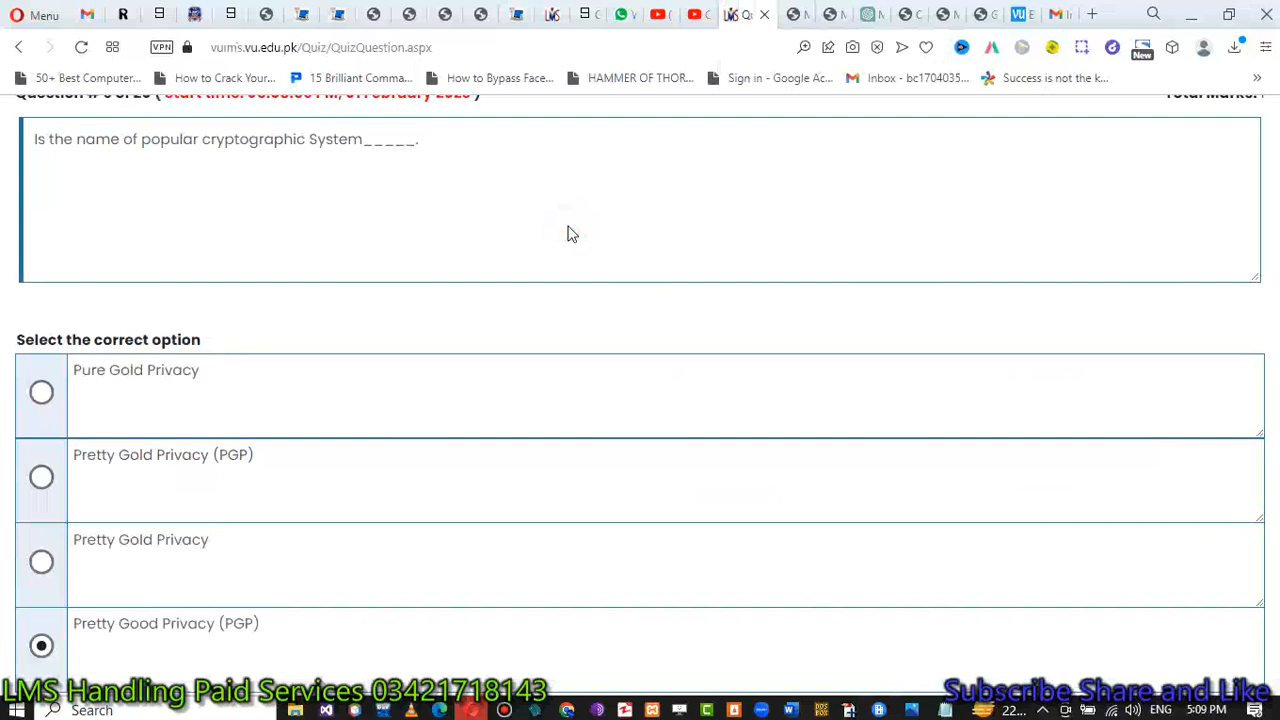 Menu
VPN
vulms.vu.edu.pk/Quiz/QuizQuestion.aspx
New
50+ Best Computer...
How to Crack Your...
15 Brilliant Comma...
How to Bypass Face...
HAMMER OF THOR...
Sign in - Google Ac...
Inbox - bc1704035...
Success is not the k...
»
Is the name of popular cryptographic System_____.
Select the correct option
Pure Gold Privacy
Pretty Gold Privacy (PGP)
Pretty Gold Privacy
Pretty Good Privacy (PGP)
LMS Handling Paid Services 03421718143
Subscribe Share and Like
Search
22...
ENG
5:09 PM